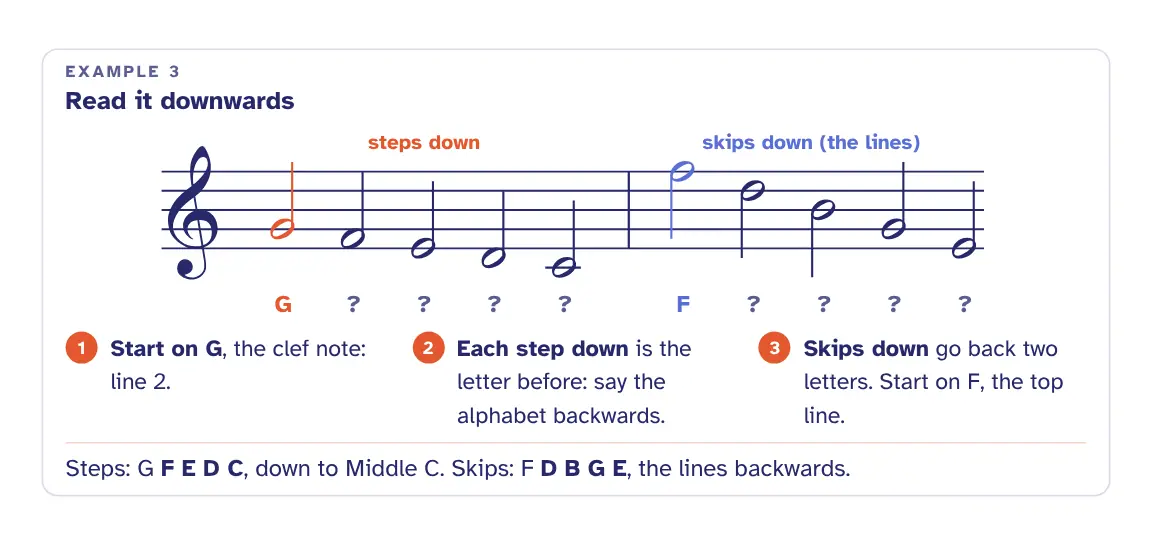 EXAMPLE 3
Read it downwards
steps down
skips down (the lines)
G ? ? ? ? F ? ? ? ?
1 Start on G, the clef note:
line 2.
2 Each step down is the
letter before: say the
alphabet backwards.
3 Skips down go back two
letters. Start on F, the top
line.
Steps: G F E D C, down to Middle C. Skips: F D B G E, the lines backwards.